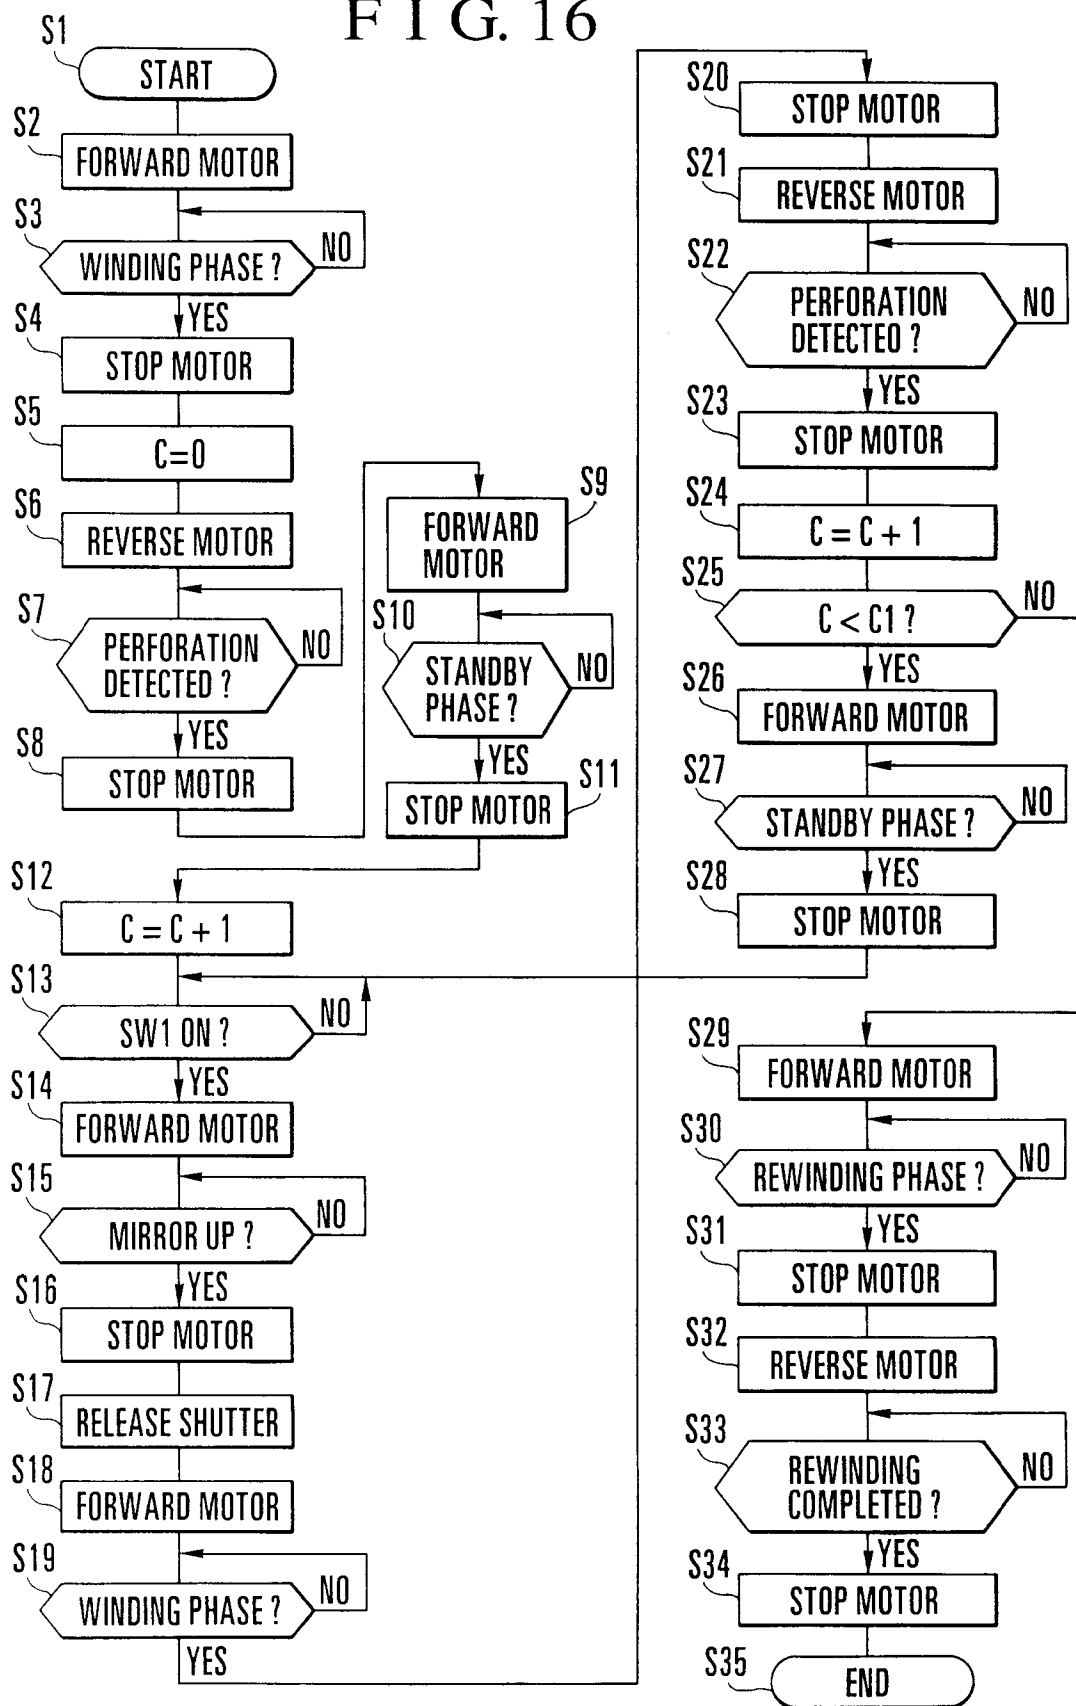 FIG. 16
S1
START
S2
FORWARD MOTOR
S3
WINDING PHASE ?
NO
YES
S4
STOP MOTOR
S5
C=0
S6
REVERSE MOTOR
S7
PERFORATION
DETECTED ?
NO
YES
S8
STOP MOTOR
S9
FORWARD
MOTOR
S10
STANDBY
PHASE ?
NO
YES
S11
STOP MOTOR
S12
C = C + 1
S13
SW1 ON ?
NO
YES
S14
FORWARD MOTOR
S15
MIRROR UP ?
NO
YES
S16
STOP MOTOR
S17
RELEASE SHUTTER
S18
FORWARD MOTOR
S19
WINDING PHASE ?
NO
YES
S20
STOP MOTOR
S21
REVERSE MOTOR
S22
PERFORATION
DETECTED ?
NO
YES
S23
STOP MOTOR
S24
C = C + 1
S25
C < C1 ?
NO
YES
S26
FORWARD MOTOR
S27
STANDBY PHASE ?
NO
YES
S28
STOP MOTOR
S29
FORWARD MOTOR
S30
REWINDING PHASE ?
NO
YES
S31
STOP MOTOR
S32
REVERSE MOTOR
S33
REWINDING
COMPLETED ?
NO
YES
S34
STOP MOTOR
S35
END